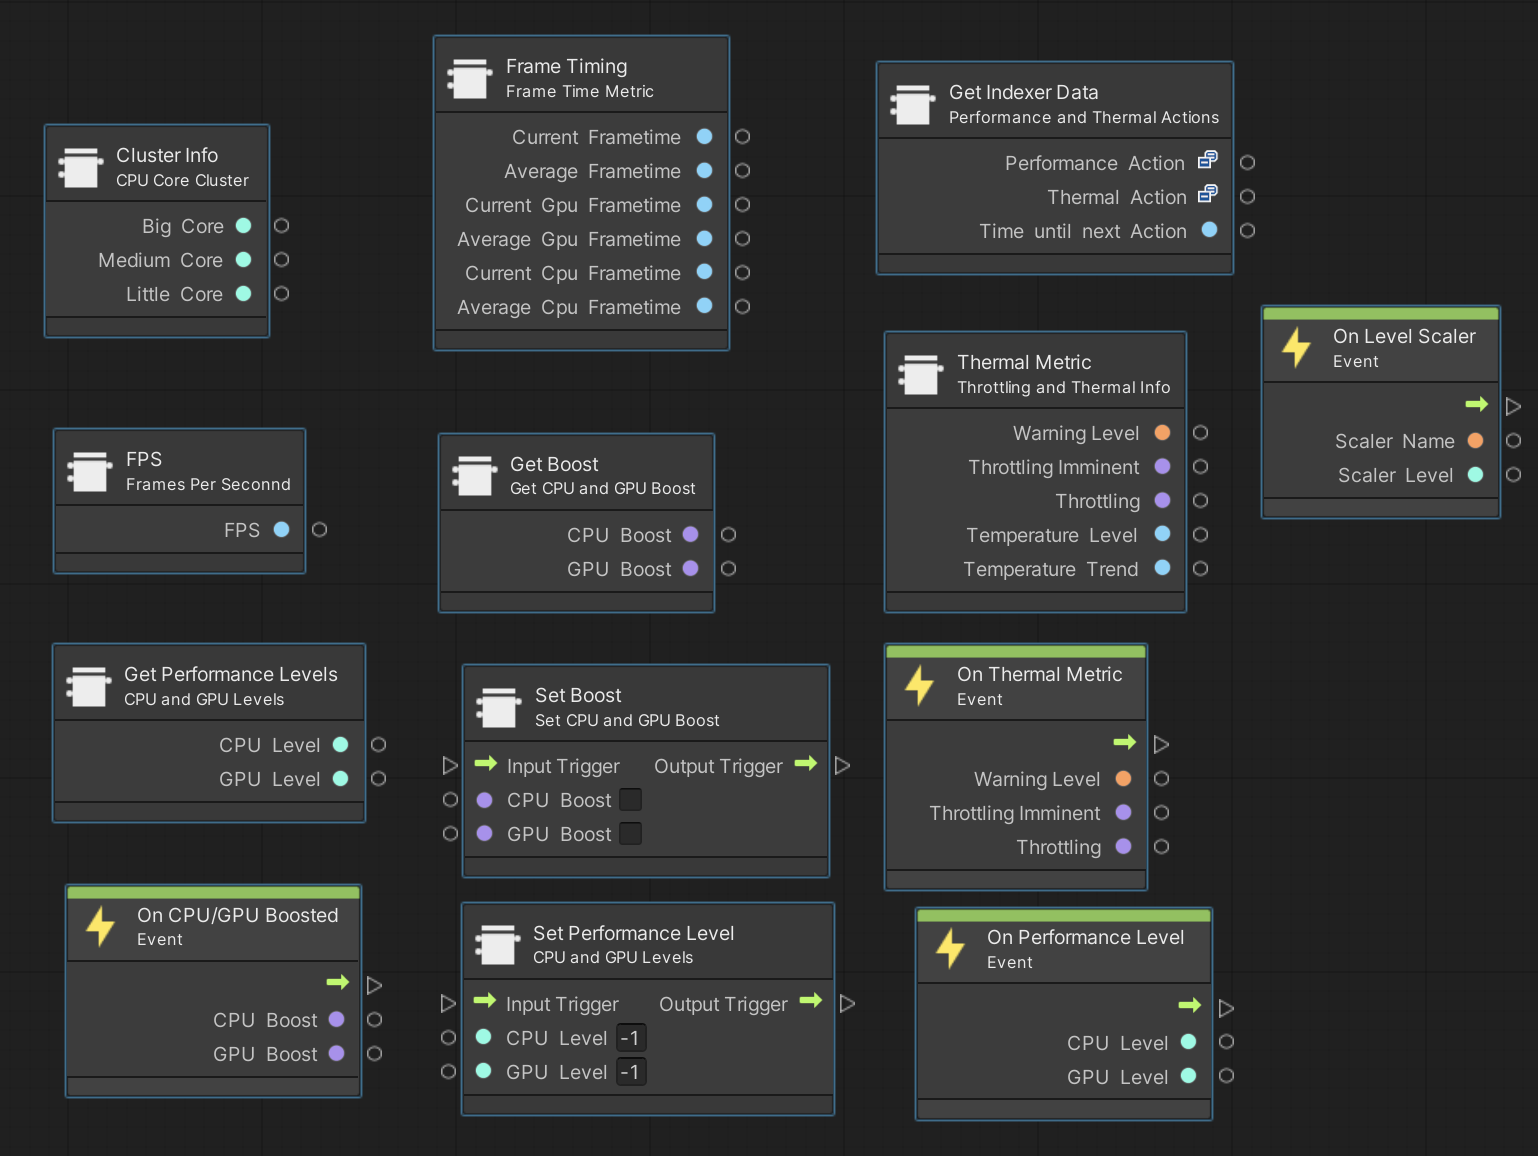 Cluster Info
CPU Core Cluster
Big Core
Medium Core
Little Core
Frame Timing
Frame Time Metric
Current Frametime
Average Frametime
Current Gpu Frametime
Average Gpu Frametime
Current Cpu Frametime
Average Cpu Frametime
Get Indexer Data
Performance and Thermal Actions
Performance Action
Thermal Action
Time until next Action
On Level Scaler
Event
Scaler Name
Scaler Level
Thermal Metric
Throttling and Thermal Info
Warning Level
Throttling Imminent
Throttling
Temperature Level
Temperature Trend
FPS
Frames Per Seconnd
FPS
Get Boost
Get CPU and GPU Boost
CPU Boost
GPU Boost
Get Performance Levels
CPU and GPU Levels
CPU Level
GPU Level
Set Boost
Set CPU and GPU Boost
Input Trigger Output Trigger
CPU Boost
GPU Boost
On Thermal Metric
Event
Warning Level
Throttling Imminent
Throttling
On CPU/GPU Boosted
Event
CPU Boost
GPU Boost
Set Performance Level
CPU and GPU Levels
Input Trigger Output Trigger
CPU Level -1
GPU Level -1
On Performance Level
Event
CPU Level
GPU Level